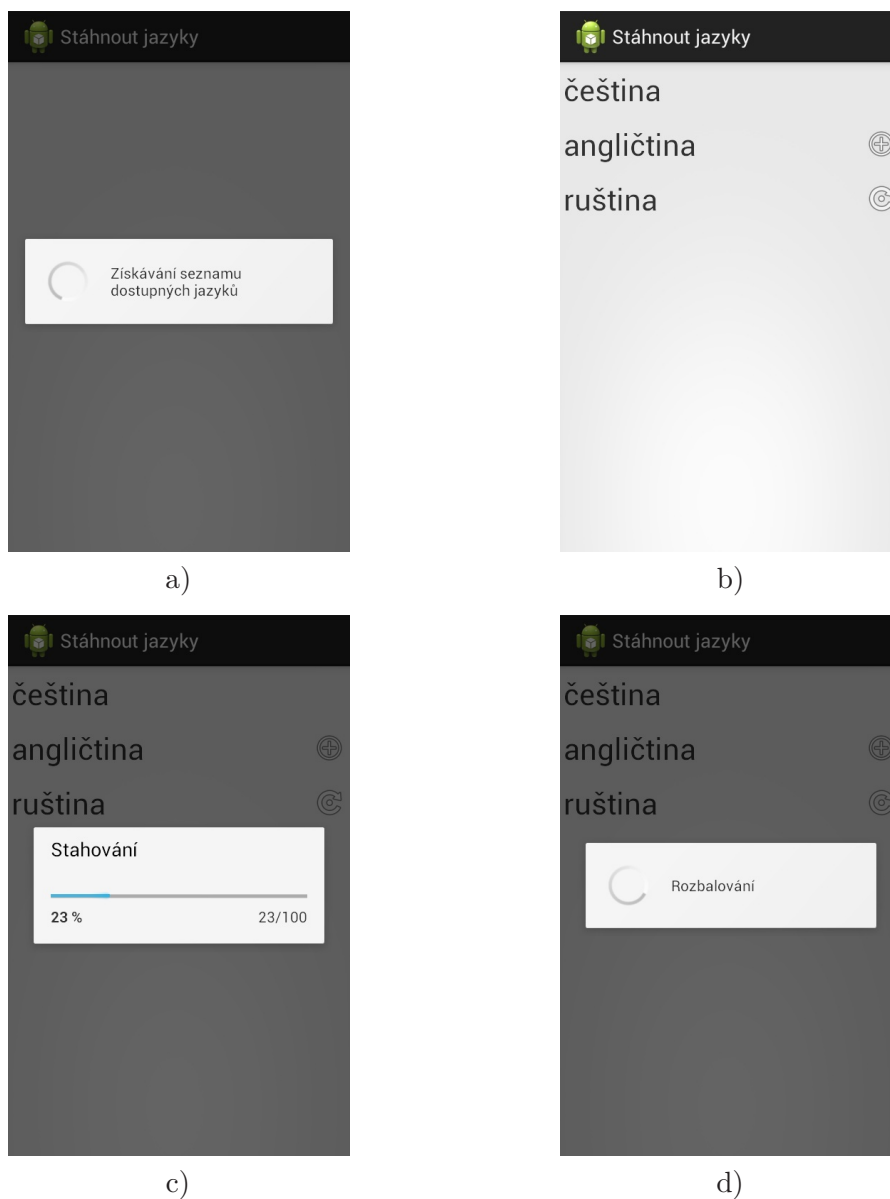 Stáhnout jazyky
Získávání seznamu
dostupných jazyků
a)
Stáhnout jazyky
čeština
angličtina
ruština
b)
Stáhnout jazyky
čeština
angličtina
ruština
Stahování
23 % 23/100
c)
Stáhnout jazyky
čeština
angličtina
ruština
Rozbalování
d)